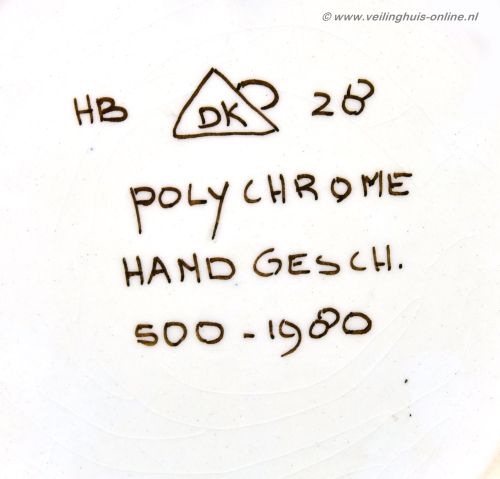 © www.veilinghuis-online.nl
HB DK 28
POLYCHROME
HAND GESCH.
500-1980